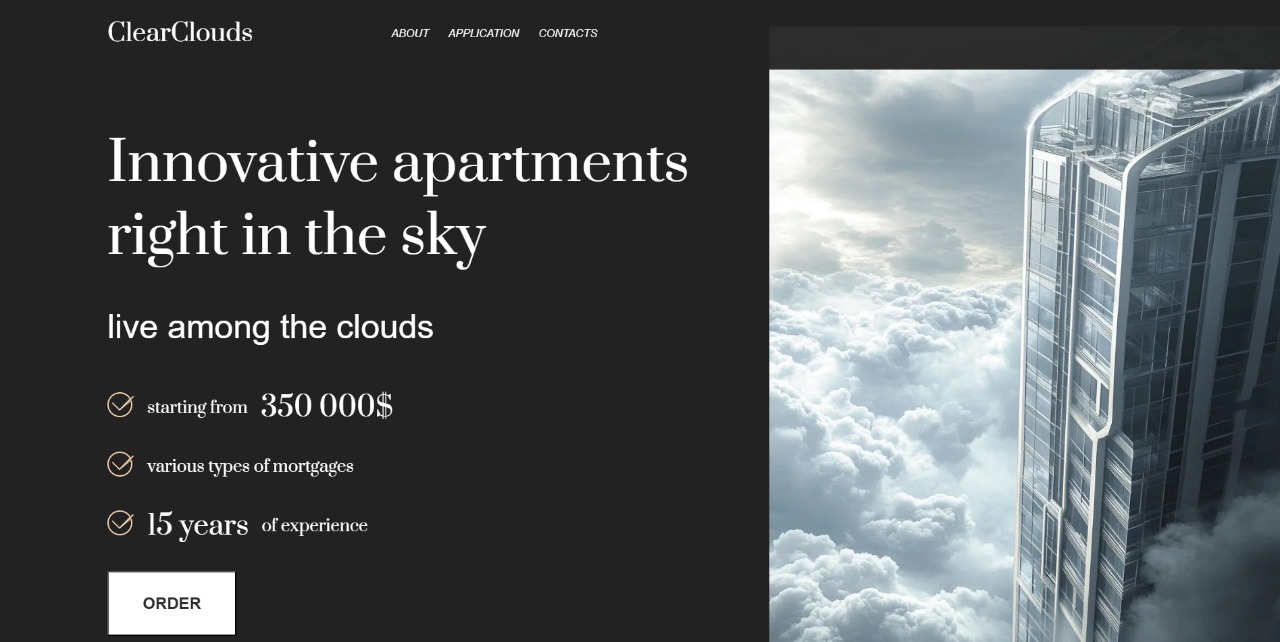 ClearClouds
ABOUT APPLICATION CONTACTS
Innovative apartments
right in the sky
live among the clouds
starting from 350 000$
various types of mortgages
15 years of experience
ORDER